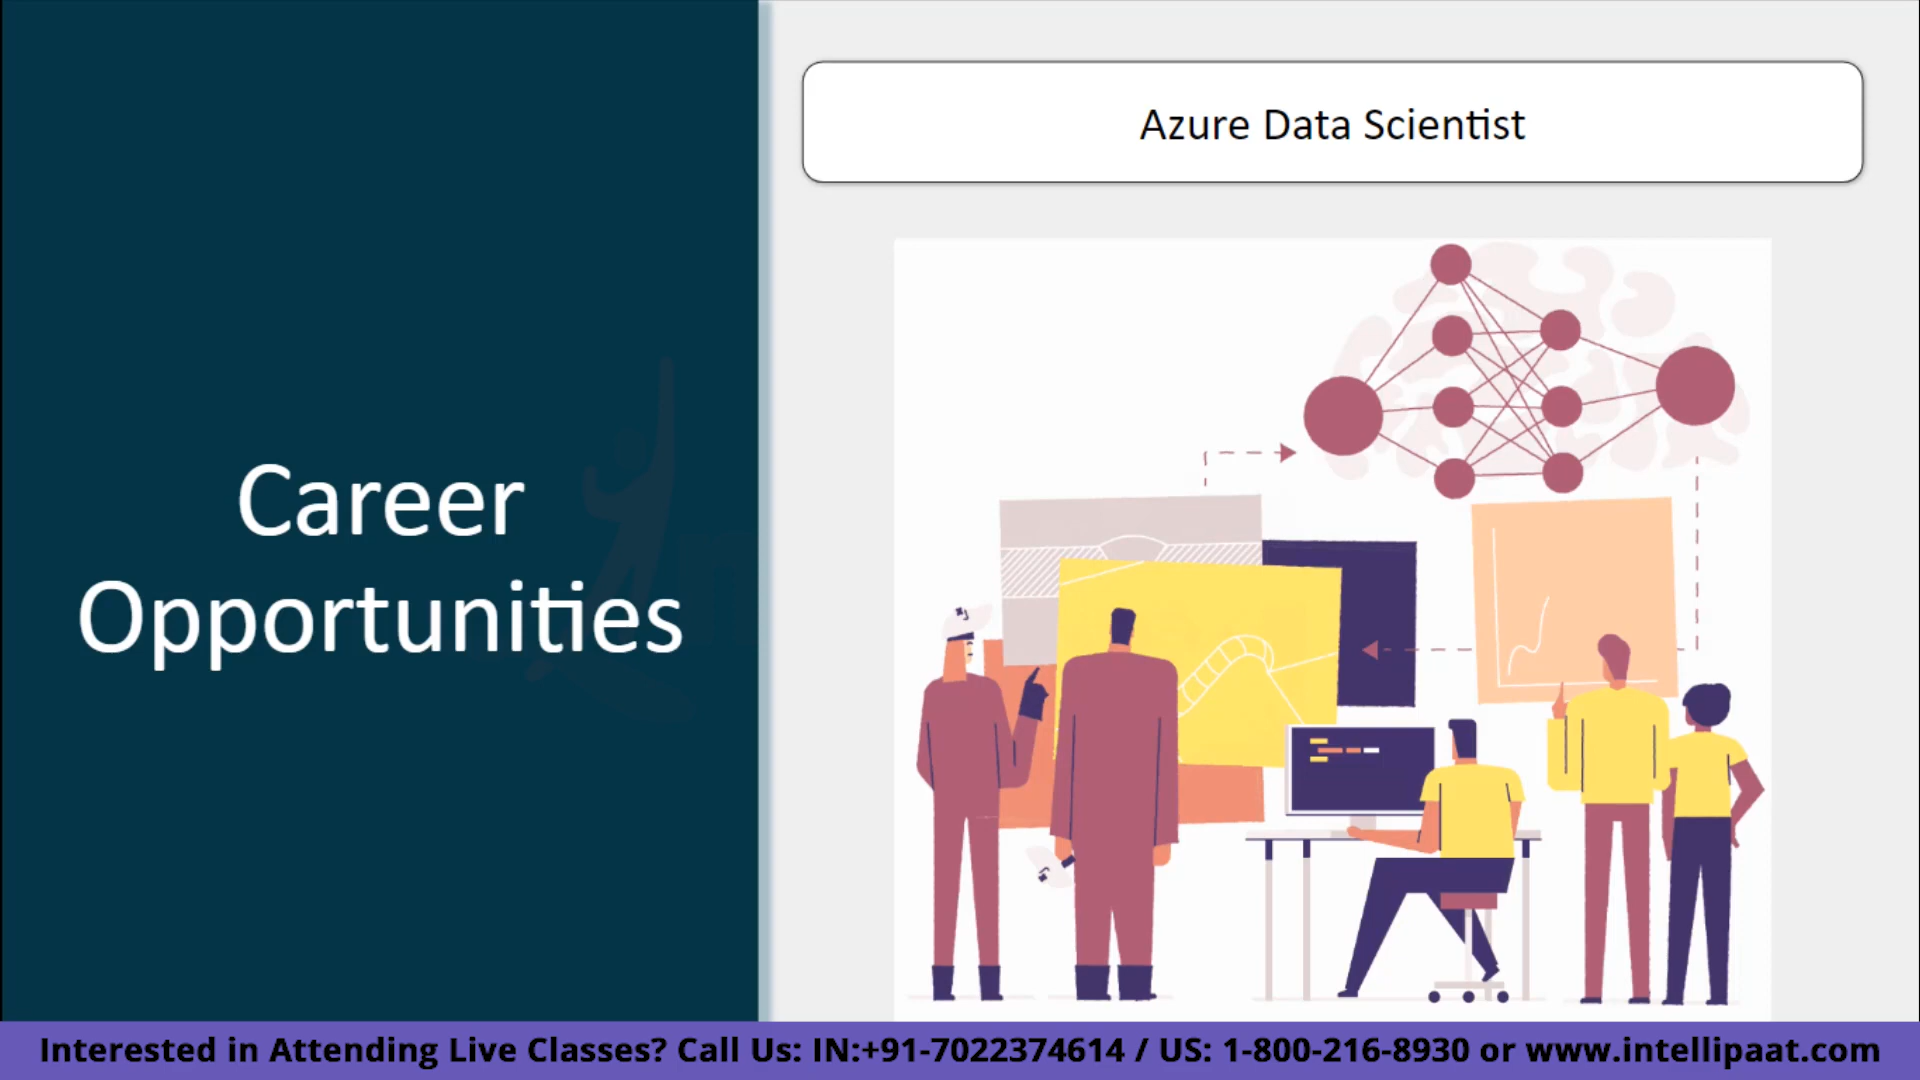 Career
Opportunities
Azure Data Scientist
Interested in Attending Live Classes? Call Us: IN:+91-7022374614 / US: 1-800-216-8930 or www.intellipaat.com